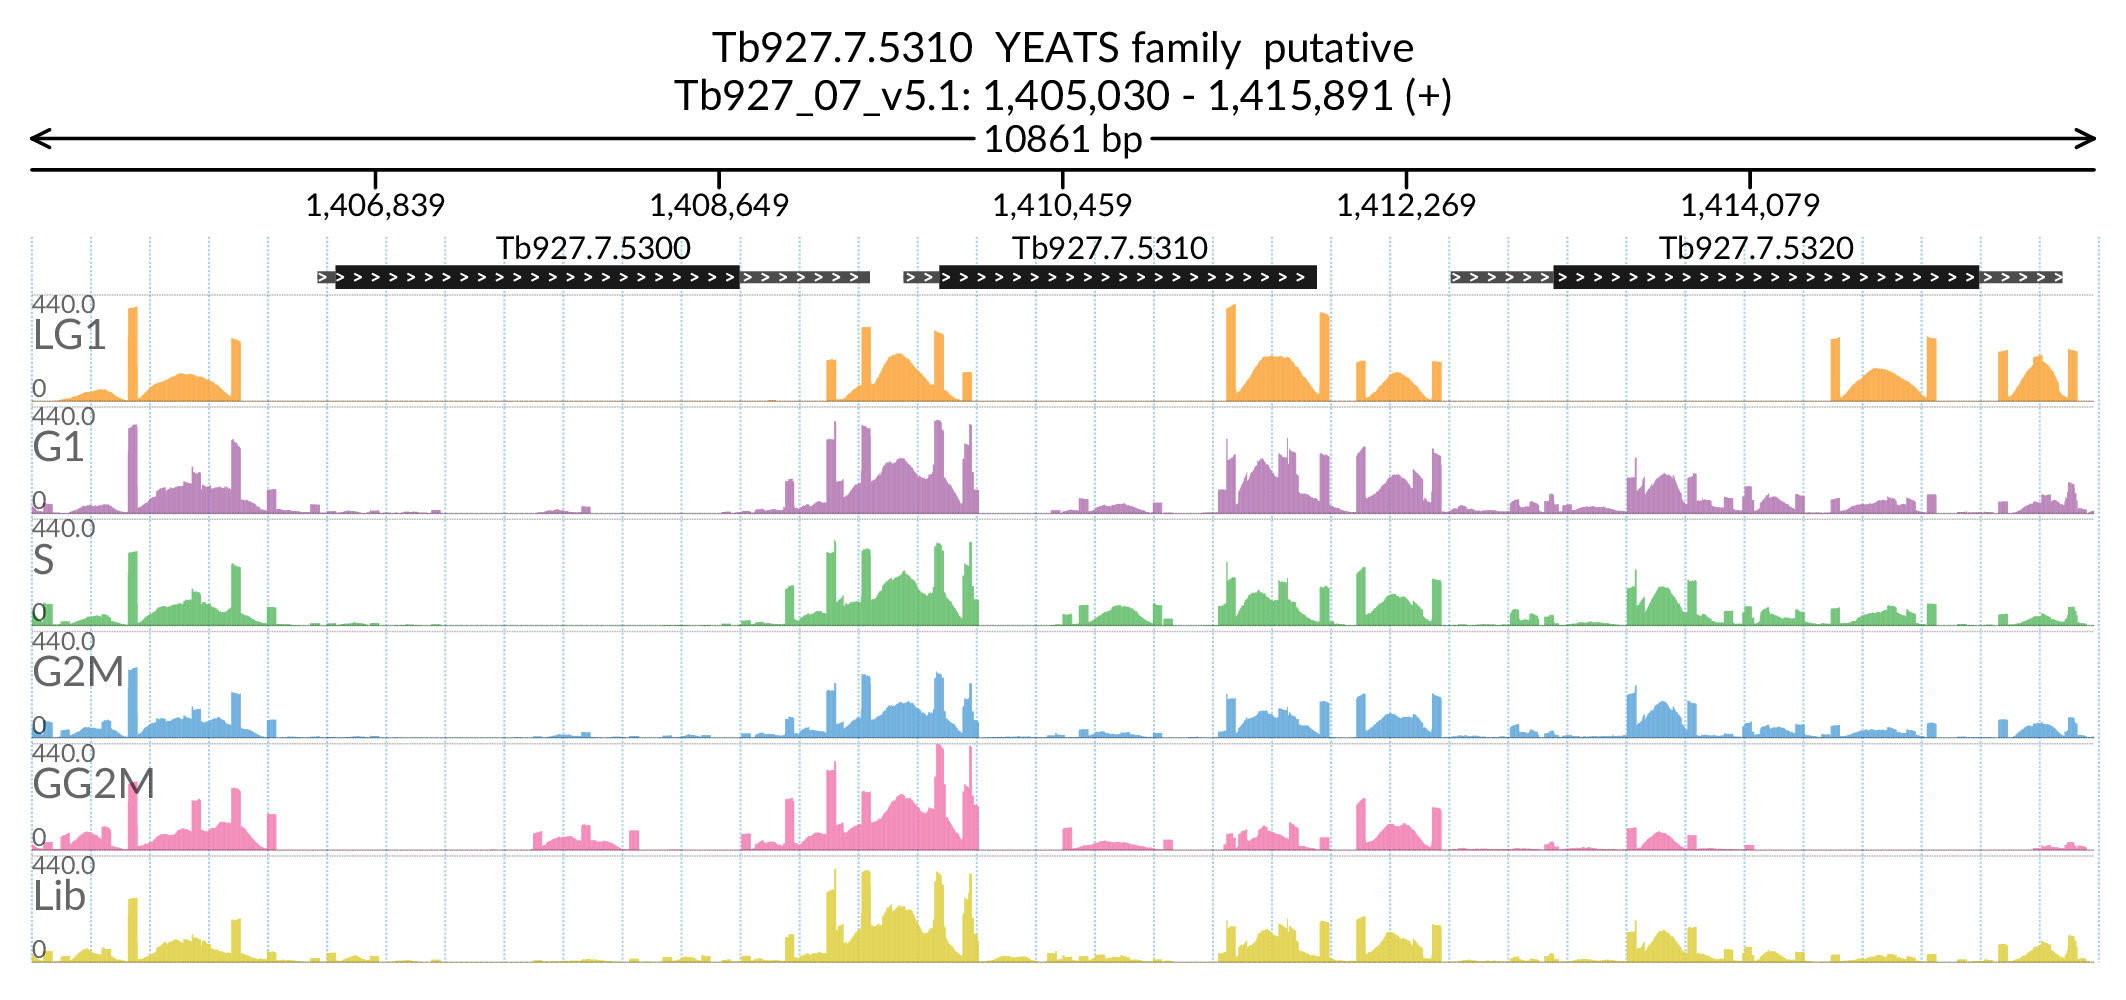 Tb927.7.5310 YEATS family putative
Tb927_07_v5.1: 1,405,030 - 1,415,891 (+)
10861 bp
1,406,839 1,408,649 1,410,459 1,412,269 1,414,079
Tb927.7.5300 Tb927.7.5310 Tb927.7.5320
440.0
LG1
0
440.0
G1
0
440.0
S
0
440.0
G2M
0
440.0
GG2M
0
440.0
Lib
0